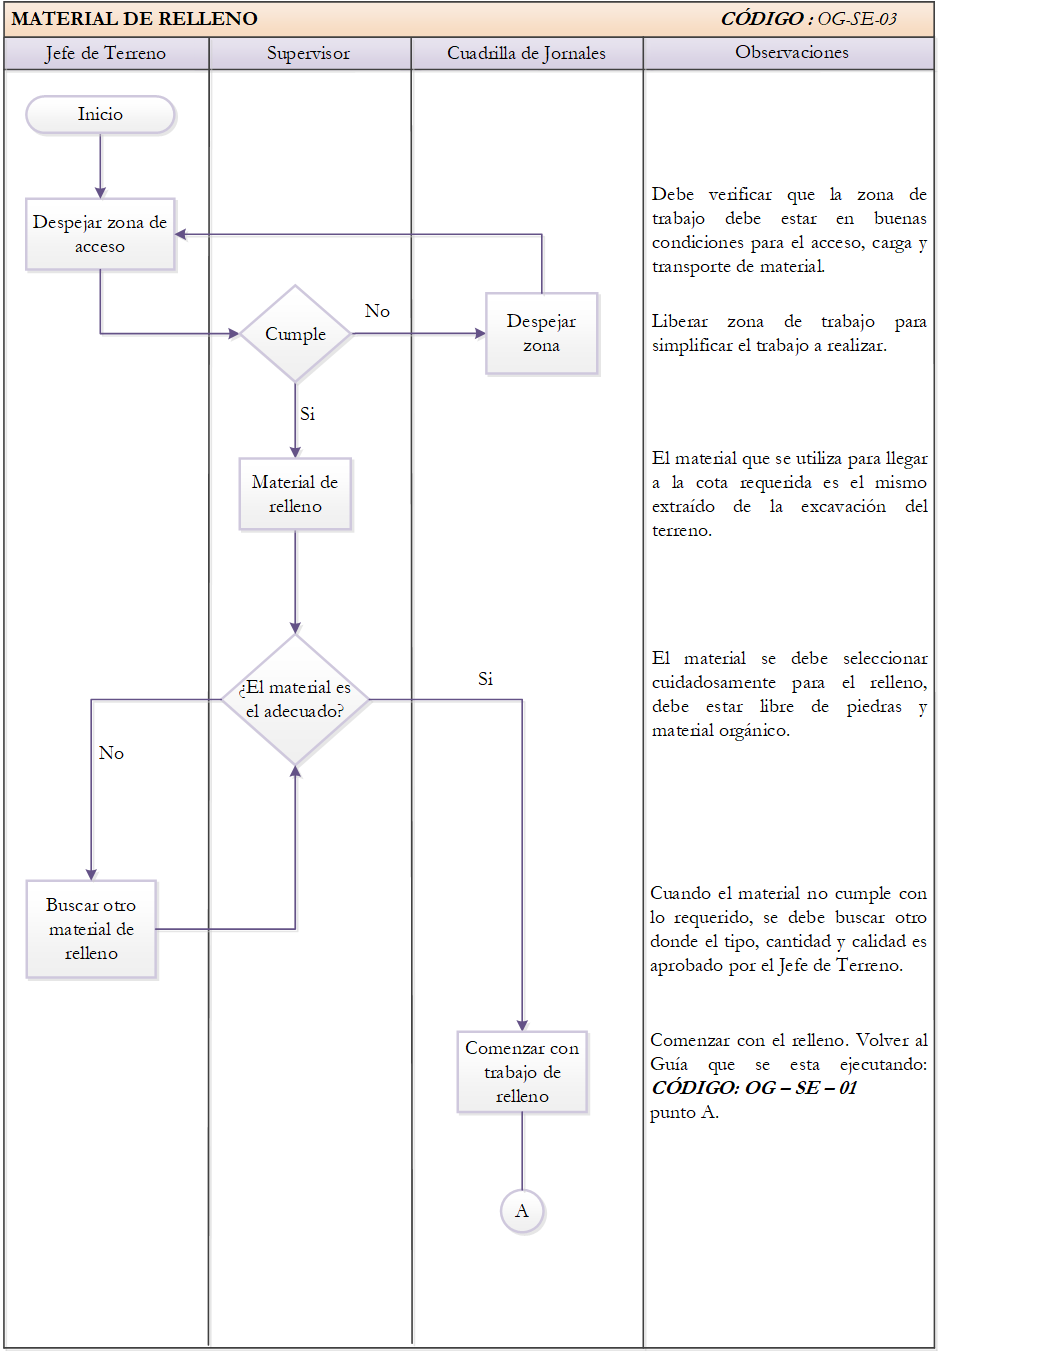 MATERIAL DE RELLENO
CÓDIGO : OG-SE-03
Jefe de Terreno
Supervisor
Cuadrilla de Jornales
Observaciones
Inicio
Despejar zona de
acceso
Debe verificar que la zona de
trabajo debe estar en buenas
condiciones para el acceso, carga y
transporte de material.
Cumple
No
Despejar
zona
Liberar zona de trabajo para
simplificar el trabajo a realizar.
Si
Material de
relleno
El material que se utiliza para llegar
a la cota requerida es el mismo
extraído de la excavación del
terreno.
¿El material es
el adecuado?
Si
No
El material se debe seleccionar
cuidadosamente para el relleno,
debe estar libre de piedras y
material orgánico.
Buscar otro
material de
relleno
Cuando el material no cumple con
lo requerido, se debe buscar otro
donde el tipo, cantidad y calidad es
aprobado por el Jefe de Terreno.
Comenzar con
trabajo de
relleno
Comenzar con el relleno. Volver al
Guía que se esta ejecutando:
CÓDIGO: OG – SE – 01
punto A.
A